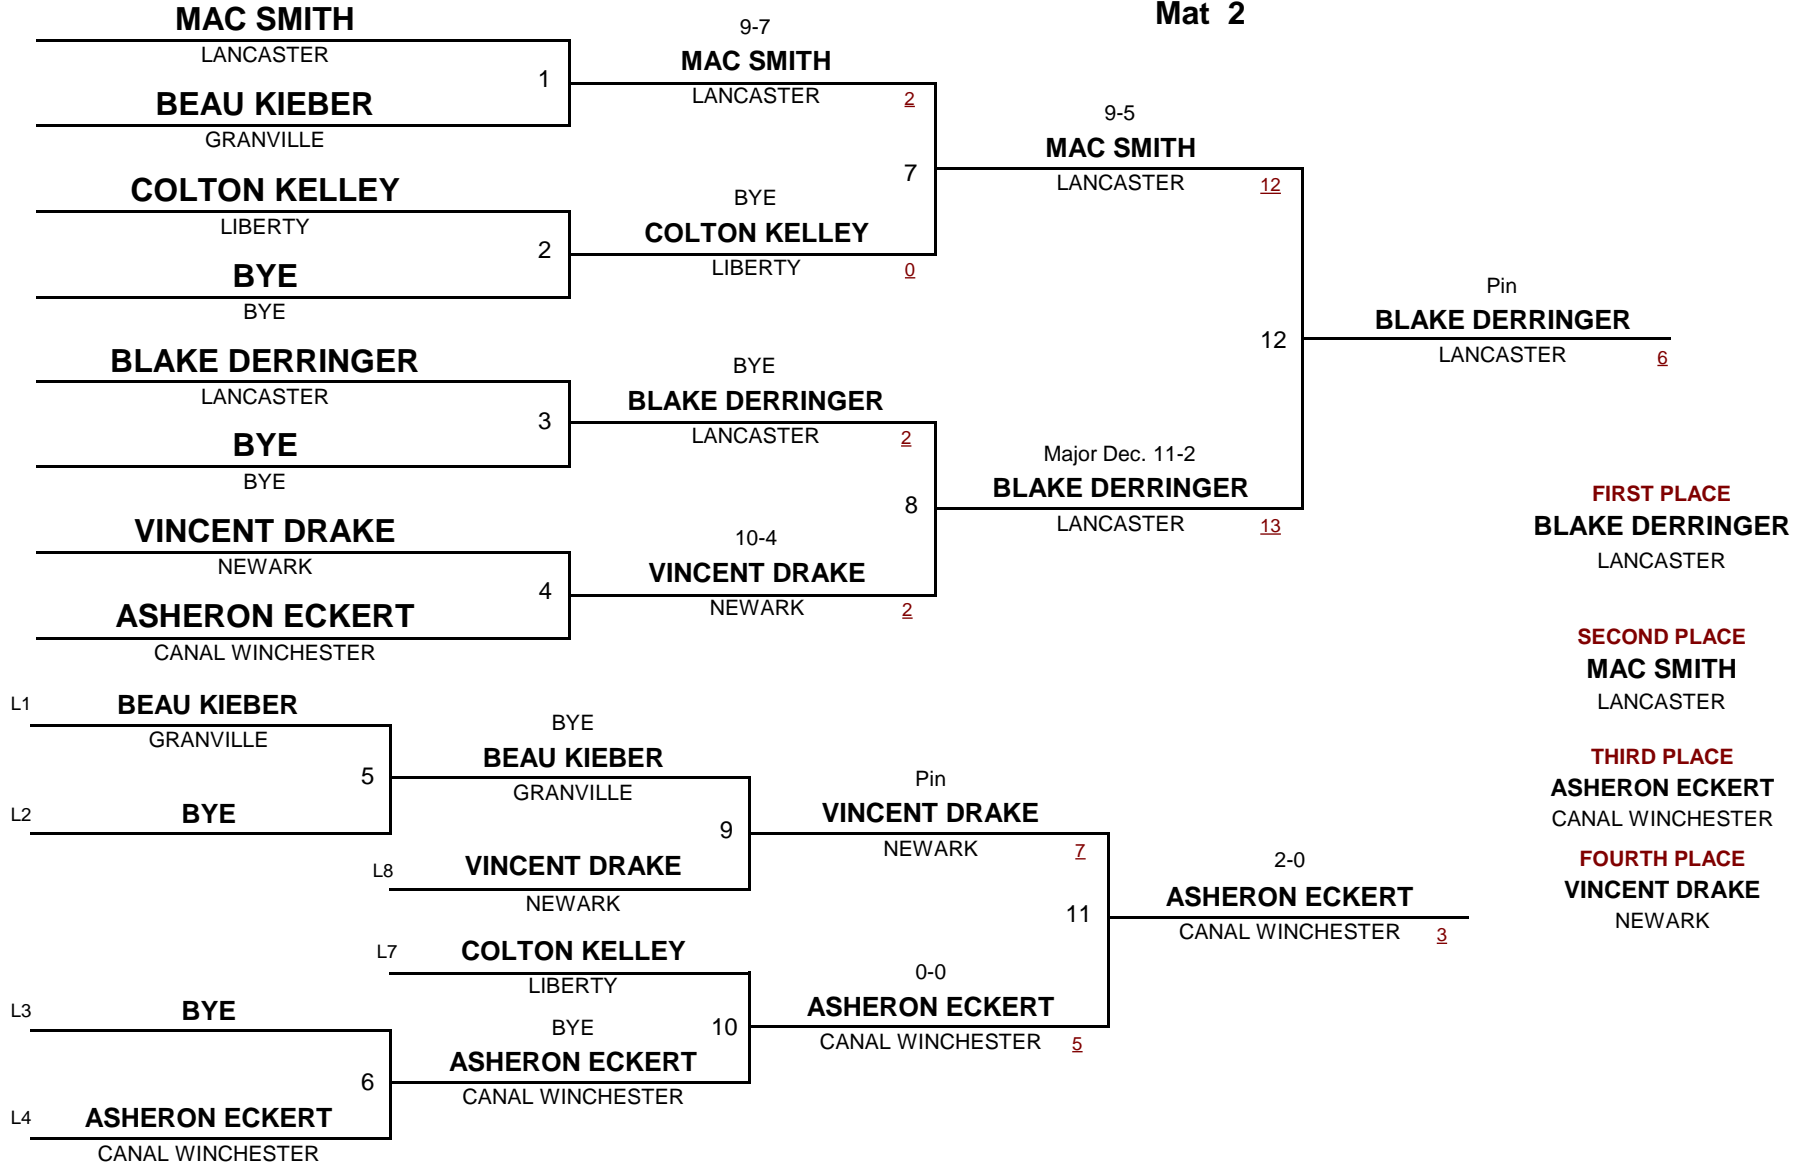 Mat 2
MAC SMITH
LANCASTER
1
BEAU KIEBER
GRANVILLE
COLTON KELLEY
LIBERTY
2
BYE
BYE
BLAKE DERRINGER
LANCASTER
3
BYE
BYE
VINCENT DRAKE
NEWARK
4
ASHERON ECKERT
CANAL WINCHESTER
9-7
MAC SMITH
LANCASTER 2
7
BYE
COLTON KELLEY
LIBERTY 0
BYE
BLAKE DERRINGER
LANCASTER 2
8
10-4
VINCENT DRAKE
NEWARK 2
9-5
MAC SMITH
LANCASTER 12
12
Major Dec. 11-2
BLAKE DERRINGER
LANCASTER 13
Pin
BLAKE DERRINGER
LANCASTER 6
FIRST PLACE
BLAKE DERRINGER
LANCASTER
SECOND PLACE
MAC SMITH
LANCASTER
THIRD PLACE
ASHERON ECKERT
CANAL WINCHESTER
FOURTH PLACE
VINCENT DRAKE
NEWARK
L1 BEAU KIEBER
GRANVILLE
5
L2 BYE
L3 BYE
6
L4 ASHERON ECKERT
CANAL WINCHESTER
BYE
BEAU KIEBER
GRANVILLE
9
L8 VINCENT DRAKE
NEWARK
L7 COLTON KELLEY
LIBERTY
10
BYE
ASHERON ECKERT
CANAL WINCHESTER
Pin
VINCENT DRAKE
NEWARK 7
11
0-0
ASHERON ECKERT
CANAL WINCHESTER 5
2-0
ASHERON ECKERT
CANAL WINCHESTER 3